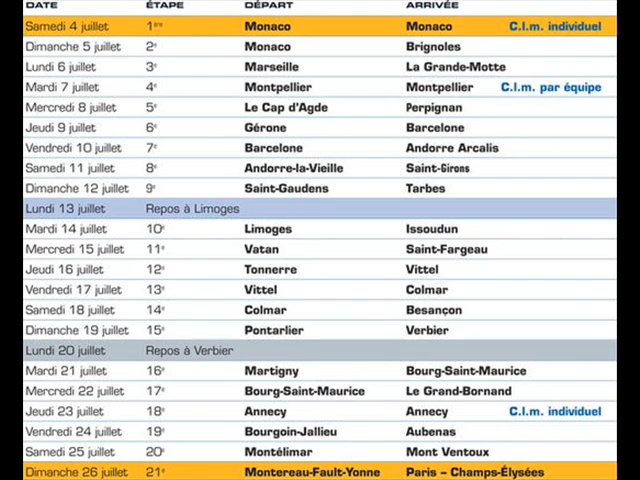 DATE ÉTAPE DÉPART ARRIVÉE
Samedi 4 juillet 1ère Monaco Monaco C.l.m. individuel
Dimanche 5 juillet 2e Monaco Brignoles
Lundi 6 juillet 3e Marseille La Grande-Motte
Mardi 7 juillet 4e Montpellier Montpellier C.l.m. par équipe
Mercredi 8 juillet 5e Le Cap d'Agde Perpignan
Jeudi 9 juillet 6e Gérone Barcelone
Vendredi 10 juillet 7e Barcelone Andorre Arcalis
Samedi 11 juillet 8e Andorre-la-Vieille Saint-Girons
Dimanche 12 juillet 9e Saint-Gaudens Tarbes
Lundi 13 juillet Repos à Limoges
Mardi 14 juillet 10e Limoges Issoudun
Mercredi 15 juillet 11e Vatan Saint-Fargeau
Jeudi 16 juillet 12e Tonnerre Vittel
Vendredi 17 juillet 13e Vittel Colmar
Samedi 18 juillet 14e Colmar Besançon
Dimanche 19 juillet 15e Pontarlier Verbier
Lundi 20 juillet Repos à Verbier
Mardi 21 juillet 16e Martigny Bourg-Saint-Maurice
Mercredi 22 juillet 17e Bourg-Saint-Maurice Le Grand-Bornand
Jeudi 23 juillet 18e Annecy Annecy C.l.m. individuel
Vendredi 24 juillet 19e Bourgoin-Jallieu Aubenas
Samedi 25 juillet 20e Montélimar Mont Ventoux
Dimanche 26 juillet 21e Montereau-Fault-Yonne Paris – Champs-Élysées